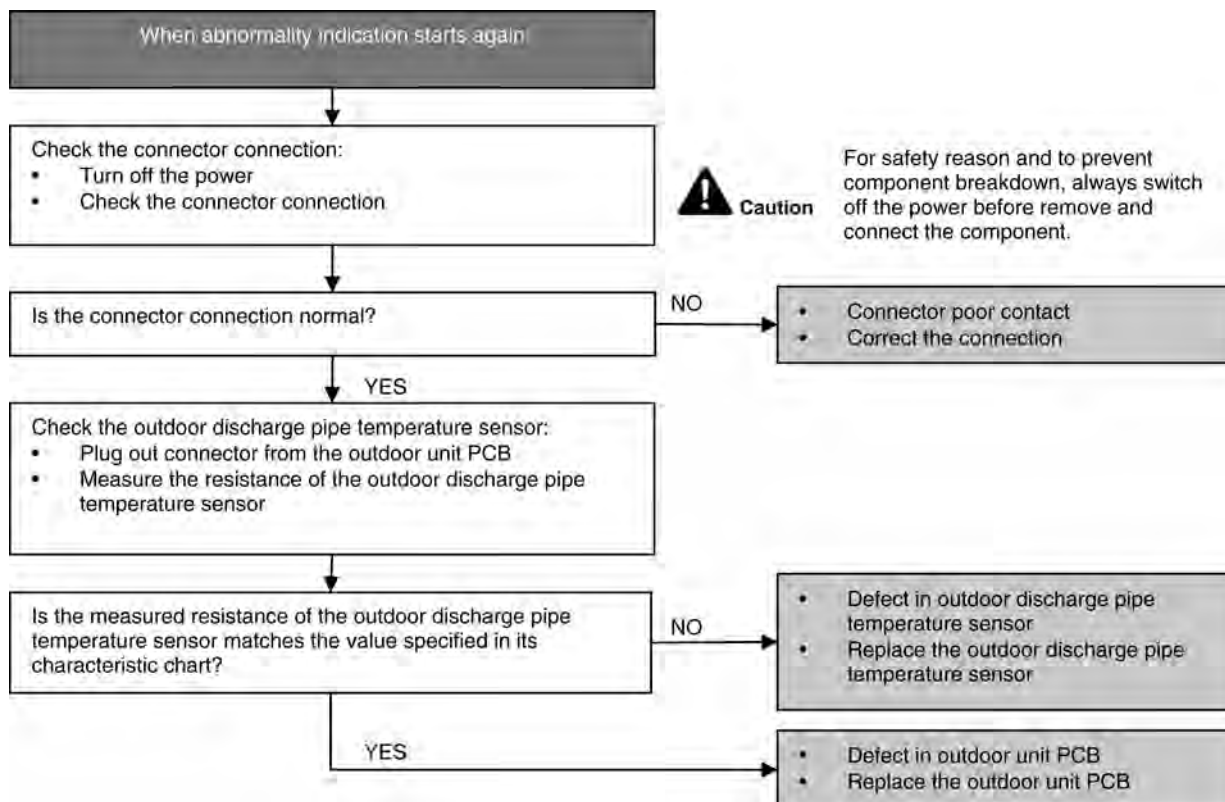 When abnormality indication starts again
Check the connector connection:
• Turn off the power
• Check the connector connection
Caution
For safety reason and to prevent
component breakdown, always switch
off the power before remove and
connect the component.
Is the connector connection normal?
NO
• Connector poor contact
• Correct the connection
YES
Check the outdoor discharge pipe temperature sensor:
• Plug out connector from the outdoor unit PCB
• Measure the resistance of the outdoor discharge pipe
temperature sensor
Is the measured resistance of the outdoor discharge pipe
temperature sensor matches the value specified in its
characteristic chart?
NO
• Defect in outdoor discharge pipe
temperature sensor
• Replace the outdoor discharge pipe
temperature sensor
YES
• Defect in outdoor unit PCB
• Replace the outdoor unit PCB